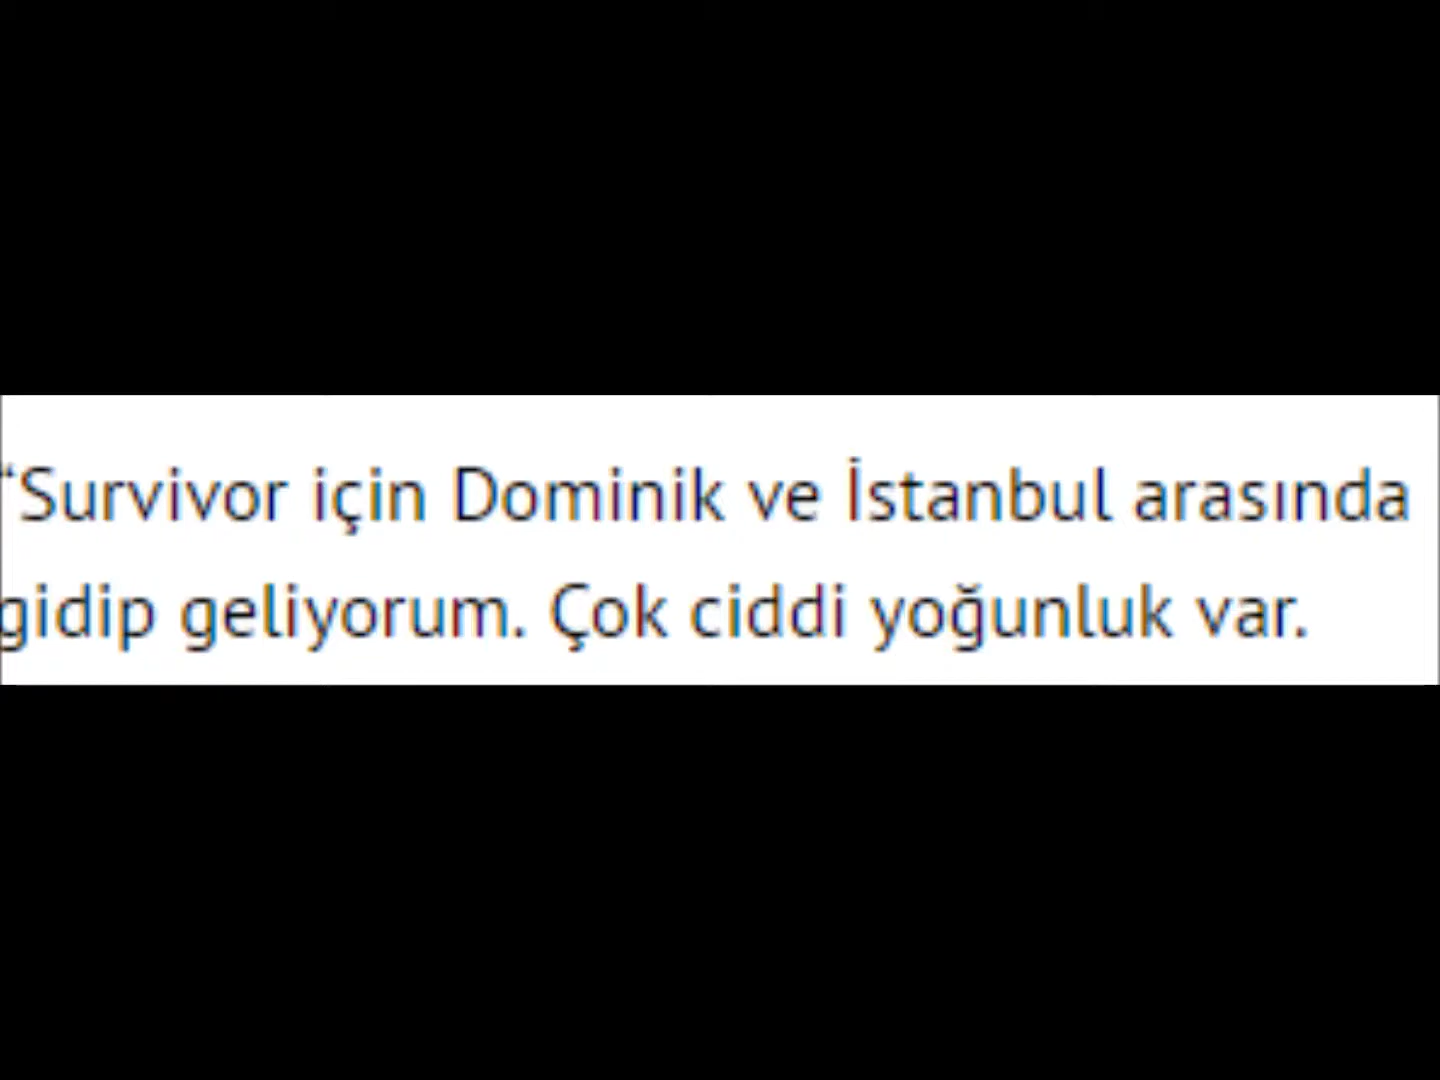 “Survivor için Dominik ve İstanbul arasında
gidip geliyorum. Çok ciddi yoğunluk var.